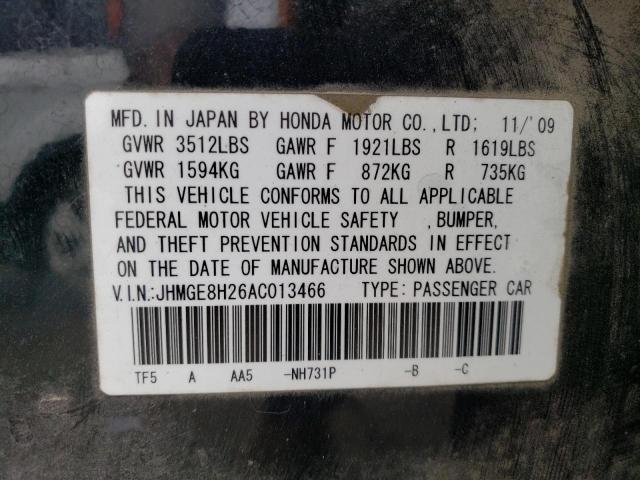 MFD. IN JAPAN BY HONDA MOTOR CO.,LTD; 11/'09
GVWR 3512LBS GAWR F 1921LBS R 1619LBS
GVWR 1594KG GAWR F 872KG R 735KG
THIS VEHICLE CONFORMS TO ALL APPLICABLE
FEDERAL MOTOR VEHICLE SAFETY ,BUMPER,
AND THEFT PREVENTION STANDARDS IN EFFECT
ON THE DATE OF MANUFACTURE SHOWN ABOVE.
V.I.N.:JHMGE8H26AC013466 TYPE: PASSENGER CAR
TF5 A AA5 -NH731P -B -C